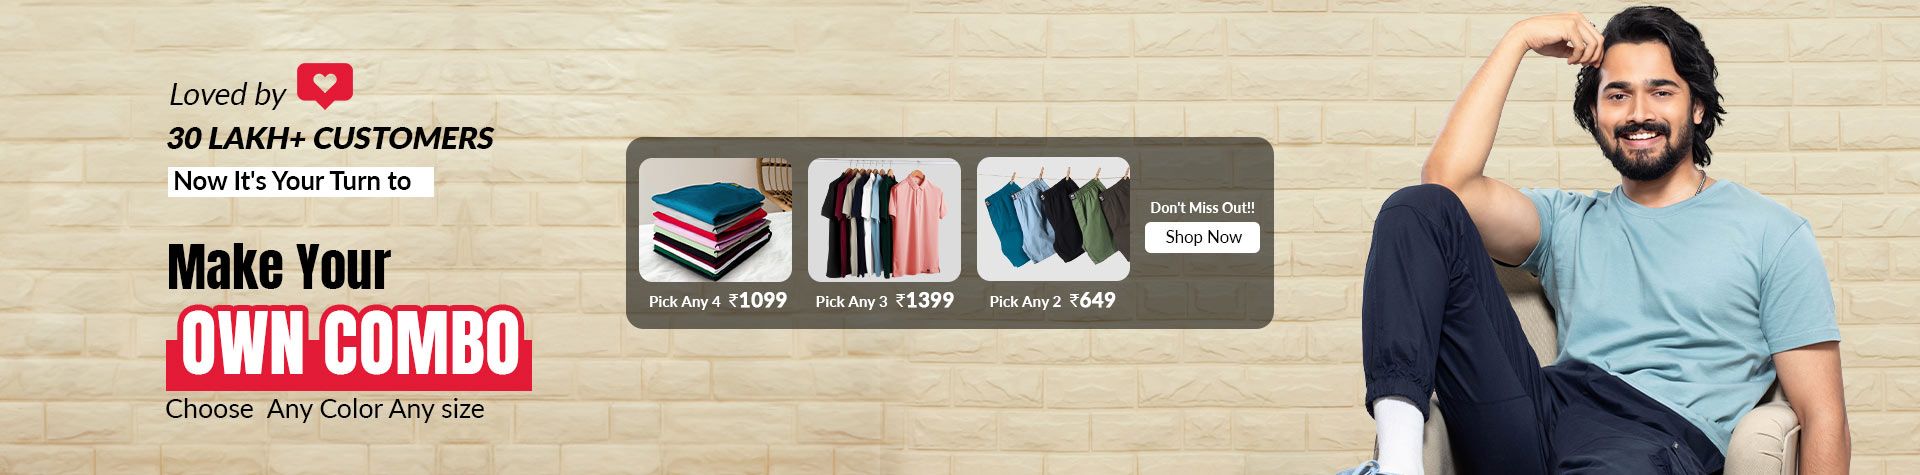 Loved by
30 LAKH+ CUSTOMERS
Now It's Your Turn to
Make Your
OWN COMBO
Choose  Any Color Any size
Pick Any 4 ₹1099
Pick Any 3 ₹1399
Pick Any 2 ₹649
Don't Miss Out!!
Shop Now